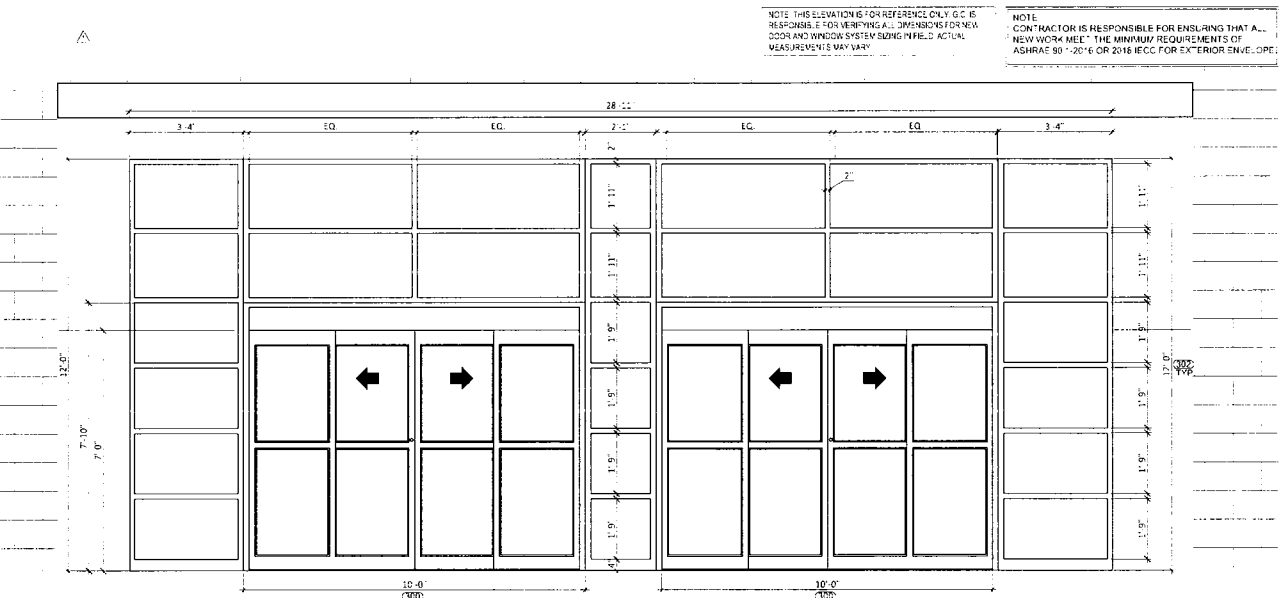 NOTE: THIS ELEVATION IS FOR REFERENCE ONLY. G.C. IS
RESPONSIBLE FOR VERIFYING ALL DIMENSIONS FOR NEW
DOOR AND WINDOW SYSTEM SIZING IN FIELD. ACTUAL
MEASUREMENTS MAY VARY
NOTE
CONTRACTOR IS RESPONSIBLE FOR ENSURING THAT ALL
NEW WORK MEET THE MINIMUM REQUIREMENTS OF
ASHRAE 90.1-2016 OR 2018 IECC FOR EXTERIOR ENVELOPE
28'-11"
3'-4"
EQ.
EQ.
2'-1"
EQ.
EQ.
3'-4"
2"
2"
1'11"
1'11"
1'11"
1'11"
1'9"
1'9"
1'9"
1'9"
1'9"
1'9"
1'9"
1'9"
4"
12'-0"
7'-10"
7'-0"
12'-0"
302
TYP
10'-0"
10'-0"
300
300